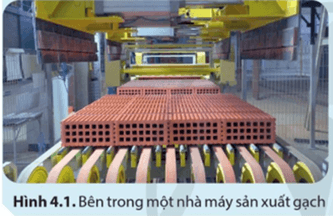 Hình 4.1. Bên trong một nhà máy sản xuất gạch